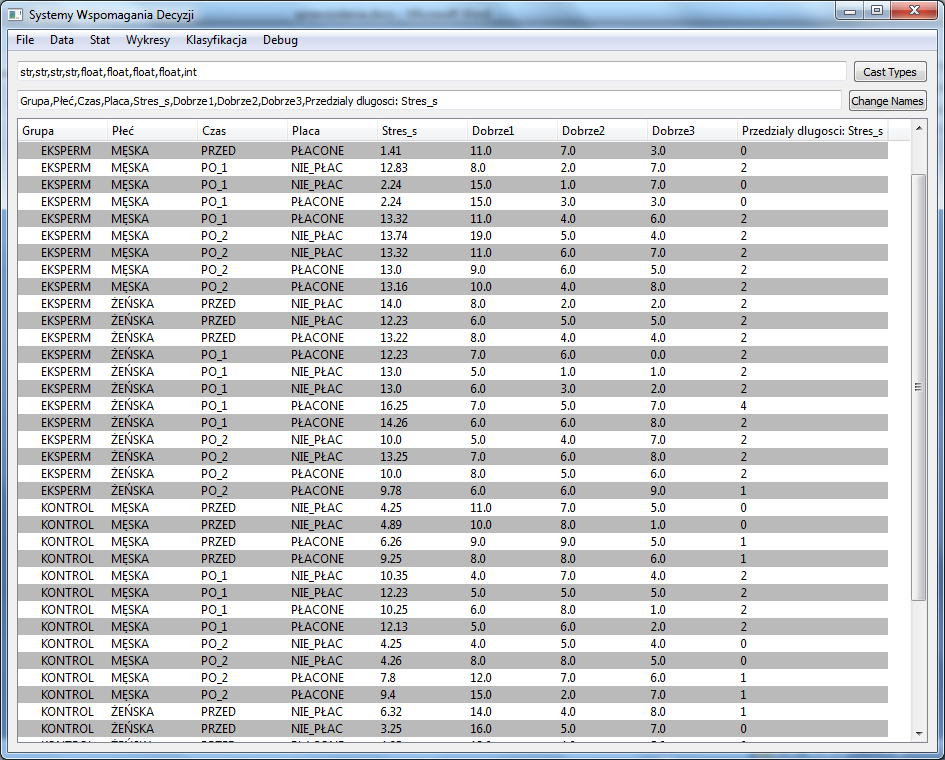 Systemy Wspomagania Decyzji
File Data Stat Wykresy Klasyfikacja Debug
str,str,str,str,float,float,float,float,int Cast Types
Grupa,Płeć,Czas,Placa,Stres_s,Dobrze1,Dobrze2,Dobrze3,Przedzialy dlugosci: Stres_s Change Names
Grupa Płeć Czas Placa Stres_s Dobrze1 Dobrze2 Dobrze3 Przedzialy dlugosci: Stres_s
EKSPERM MĘSKA PRZED PŁACONE 1.41 11.0 7.0 3.0 0
EKSPERM MĘSKA PO_1 NIE_PŁAC 12.83 8.0 2.0 7.0 2
EKSPERM MĘSKA PO_1 NIE_PŁAC 2.24 15.0 1.0 7.0 0
EKSPERM MĘSKA PO_1 PŁACONE 2.24 15.0 3.0 3.0 0
EKSPERM MĘSKA PO_1 PŁACONE 13.32 11.0 4.0 6.0 2
EKSPERM MĘSKA PO_2 NIE_PŁAC 13.74 19.0 5.0 4.0 2
EKSPERM MĘSKA PO_2 NIE_PŁAC 13.32 11.0 6.0 7.0 2
EKSPERM MĘSKA PO_2 PŁACONE 13.0 9.0 6.0 5.0 2
EKSPERM MĘSKA PO_2 PŁACONE 13.16 10.0 4.0 8.0 2
EKSPERM ŻEŃSKA PRZED NIE_PŁAC 14.0 8.0 2.0 2.0 2
EKSPERM ŻEŃSKA PRZED NIE_PŁAC 12.23 6.0 5.0 5.0 2
EKSPERM ŻEŃSKA PRZED PŁACONE 13.22 8.0 4.0 4.0 2
EKSPERM ŻEŃSKA PO_1 PŁACONE 12.23 7.0 6.0 0.0 2
EKSPERM ŻEŃSKA PO_1 NIE_PŁAC 13.0 5.0 1.0 1.0 2
EKSPERM ŻEŃSKA PO_1 NIE_PŁAC 13.0 6.0 3.0 2.0 2
EKSPERM ŻEŃSKA PO_1 PŁACONE 16.25 7.0 5.0 7.0 4
EKSPERM ŻEŃSKA PO_1 PŁACONE 14.26 6.0 6.0 8.0 2
EKSPERM ŻEŃSKA PO_2 NIE_PŁAC 10.0 5.0 4.0 7.0 2
EKSPERM ŻEŃSKA PO_2 NIE_PŁAC 13.25 7.0 6.0 8.0 2
EKSPERM ŻEŃSKA PO_2 PŁACONE 10.0 8.0 5.0 6.0 2
EKSPERM ŻEŃSKA PO_2 PŁACONE 9.78 6.0 6.0 9.0 1
KONTROL MĘSKA PRZED NIE_PŁAC 4.25 11.0 7.0 5.0 0
KONTROL MĘSKA PRZED NIE_PŁAC 4.89 10.0 8.0 1.0 0
KONTROL MĘSKA PRZED PŁACONE 6.26 9.0 9.0 5.0 1
KONTROL MĘSKA PRZED PŁACONE 9.25 8.0 8.0 6.0 1
KONTROL MĘSKA PO_1 NIE_PŁAC 10.35 4.0 7.0 4.0 2
KONTROL MĘSKA PO_1 NIE_PŁAC 12.23 5.0 5.0 5.0 2
KONTROL MĘSKA PO_1 PŁACONE 10.25 6.0 8.0 1.0 2
KONTROL MĘSKA PO_1 PŁACONE 12.13 5.0 6.0 2.0 2
KONTROL MĘSKA PO_2 NIE_PŁAC 4.25 4.0 5.0 4.0 0
KONTROL MĘSKA PO_2 NIE_PŁAC 4.26 8.0 8.0 5.0 0
KONTROL MĘSKA PO_2 PŁACONE 7.8 12.0 7.0 6.0 1
KONTROL MĘSKA PO_2 PŁACONE 9.4 15.0 2.0 7.0 1
KONTROL ŻEŃSKA PRZED NIE_PŁAC 6.32 14.0 4.0 8.0 1
KONTROL ŻEŃSKA PRZED NIE_PŁAC 3.25 16.0 5.0 7.0 0